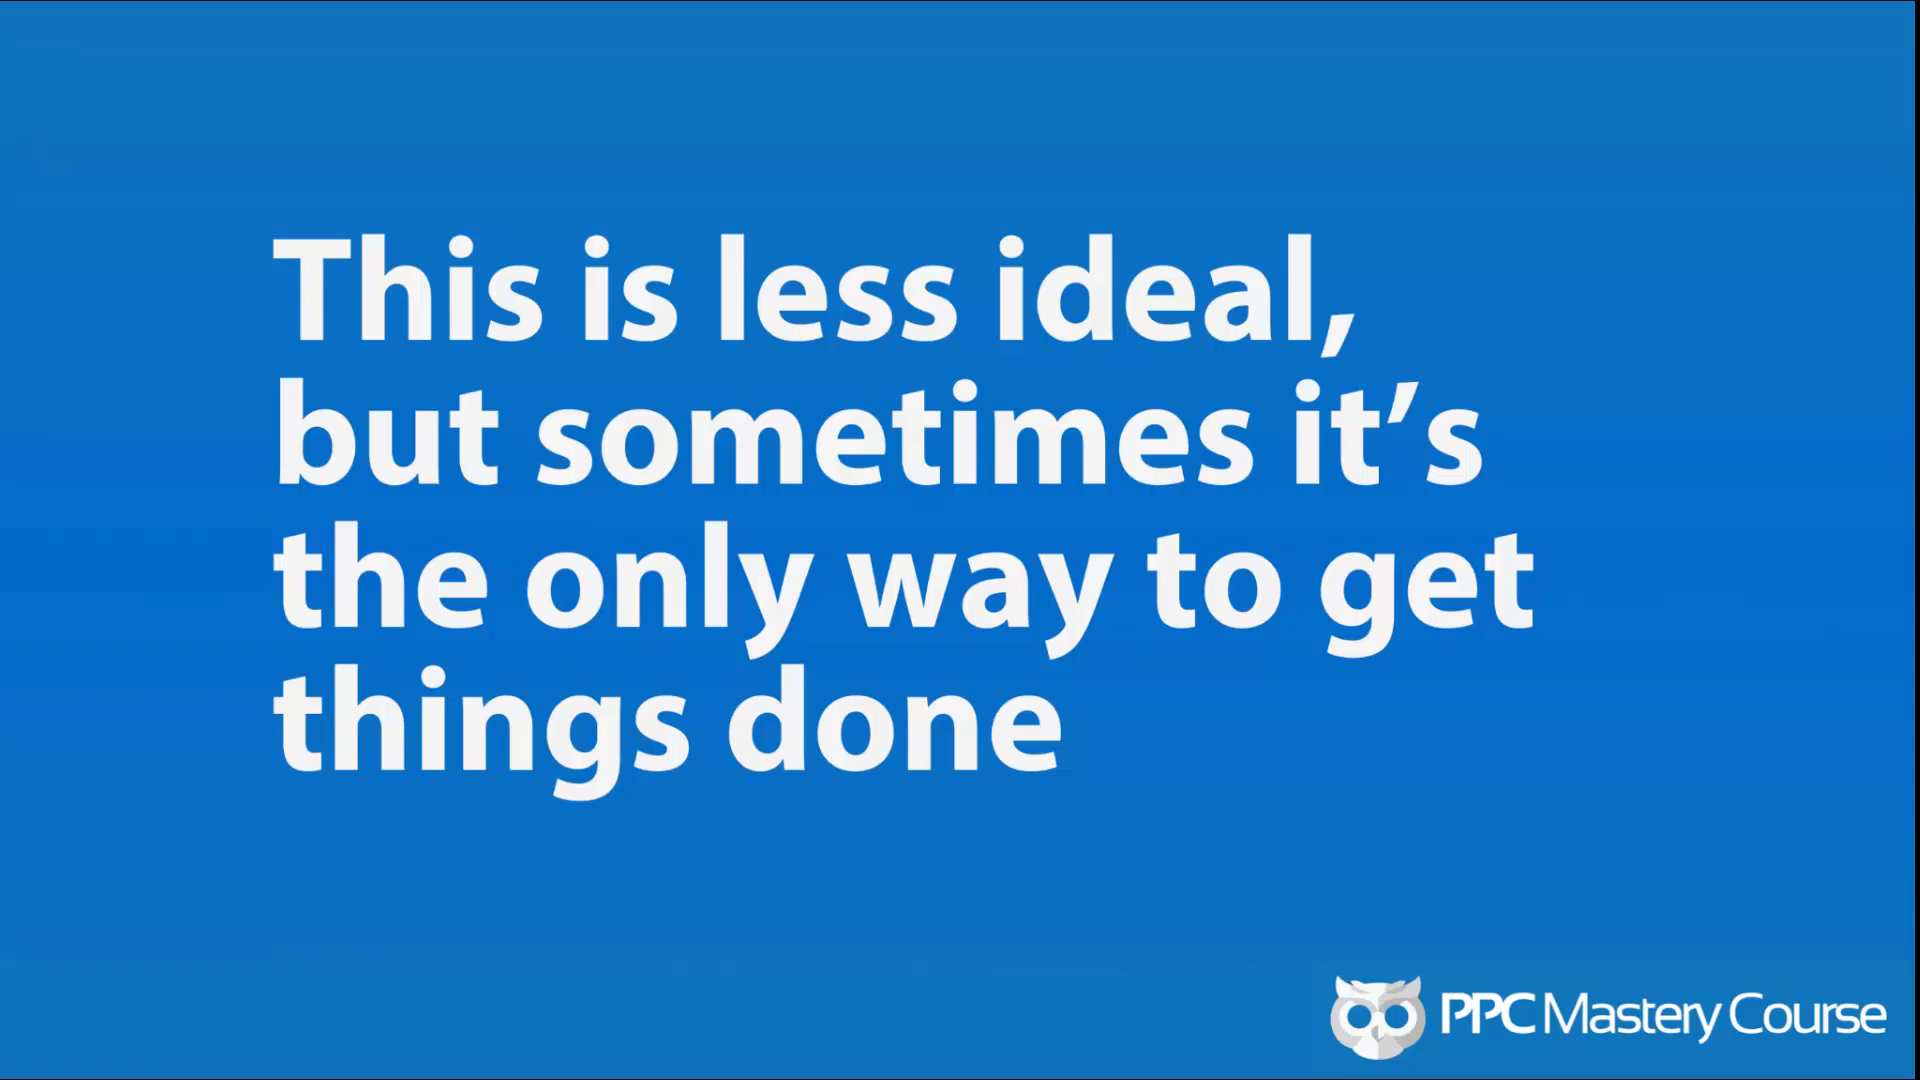 This is less ideal,
but sometimes it’s
the only way to get
things done
PPC Mastery Course